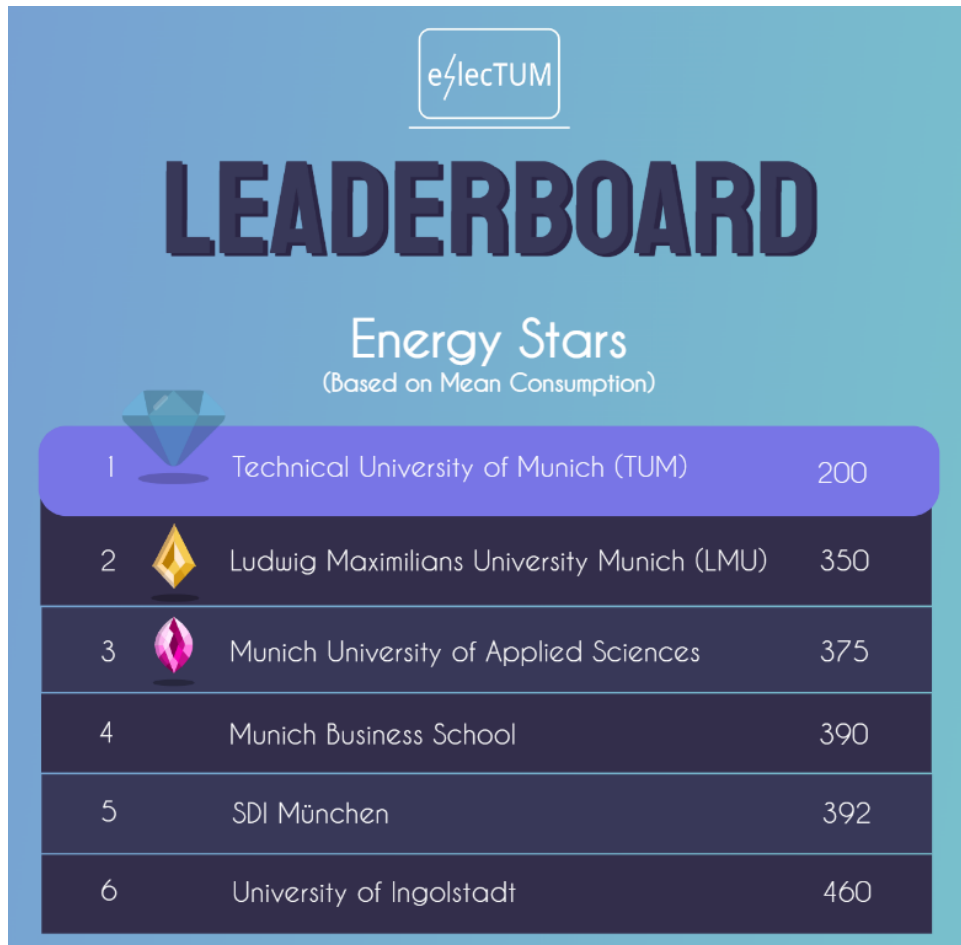 elecTUM
LEADERBOARD
Energy Stars
(Based on Mean Consumption)
1 Technical University of Munich (TUM) 200
2 Ludwig Maximilians University Munich (LMU) 350
3 Munich University of Applied Sciences 375
4 Munich Business School 390
5 SDI München 392
6 University of Ingolstadt 460